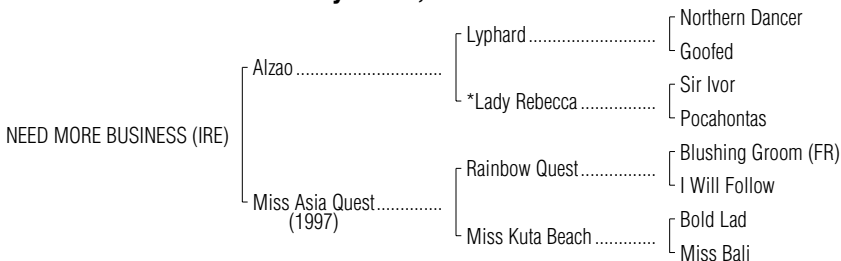 Northern Dancer
Lyphard
Goofed
Alzao
Sir Ivor
*Lady Rebecca
Pocahontas
NEED MORE BUSINESS (IRE)
Blushing Groom (FR)
Rainbow Quest
I Will Follow
Miss Asia Quest
(1997)
Bold Lad
Miss Kuta Beach
Miss Bali